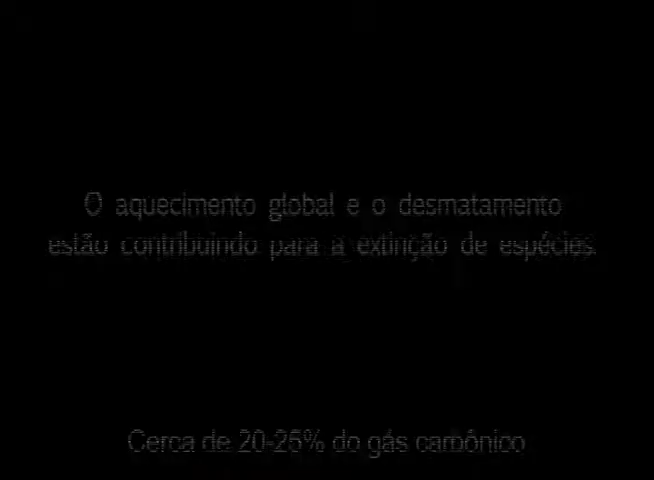 O aquecimento global e o desmatamento
estão contribuindo para a extinção de espécies.
Cerca de 20-25% do gás carbônico